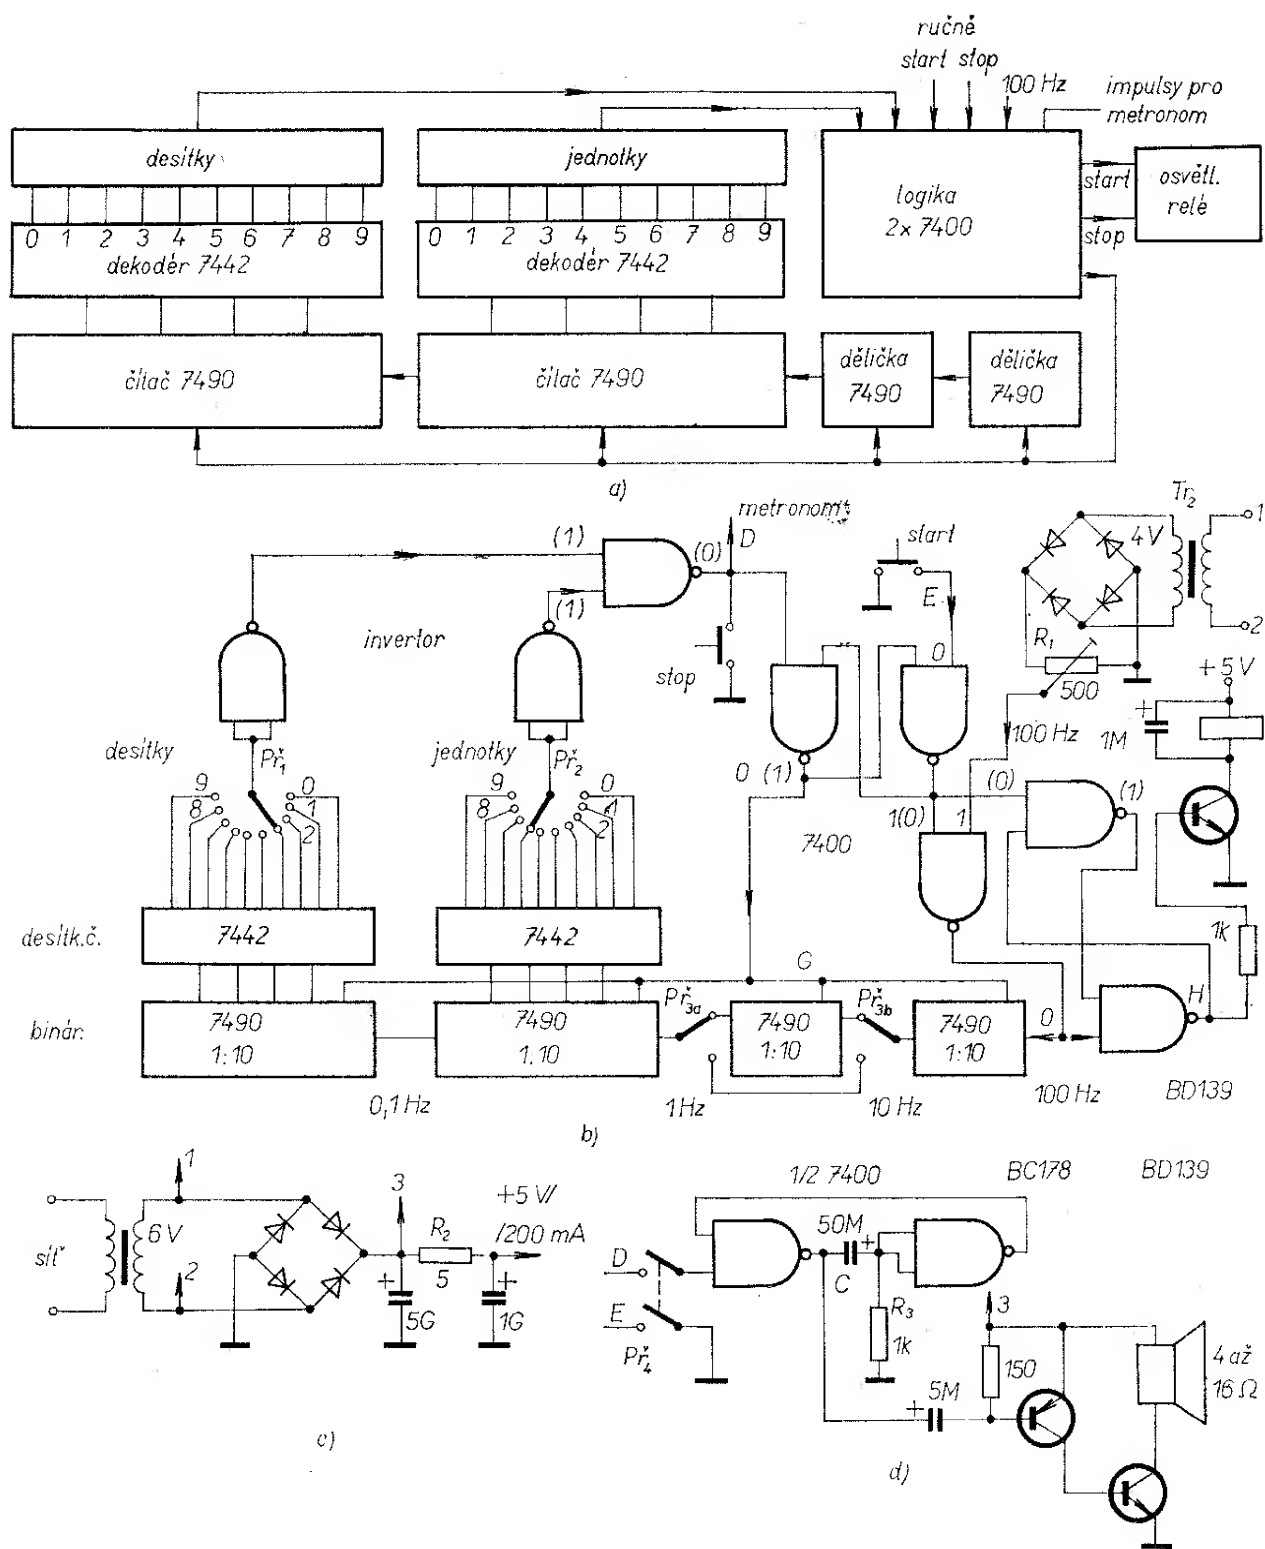 ručně
start stop
100 Hz
impulsy pro
metronom
desítky
jednotky
logika
2x 7400
start
stop
osvětl.
relé
0 1 2 3 4 5 6 7 8 9
dekodér 7442
0 1 2 3 4 5 6 7 8 9
dekodér 7442
čítač 7490
čítač 7490
dělička
7490
dělička
7490
a)
metronom
D
(1)
(0)
(1)
invertor
stop
start
E
0
Tr2
4V
1
2
R1
500
100 Hz
+5V
+
1M
desítky
Př1
9
8
0
1
2
jednotky
Př2
9
8
0
1
2
0 (1)
1(0)
1
(0)
(1)
7400
1k
desítk.č.
7442
7442
G
H
0
binár.
7490
1:10
7490
1.10
Př3a
7490
1:10
Př3b
7490
1:10
0,1 Hz
1Hz
10 Hz
100 Hz
BD139
b)
síť
6V
1
2
3
R2
5
+5 V/
/200 mA
+
5G
+
1G
c)
1/2 7400
BC178
BD139
D
E
Př4
50M
+
C
R3
1k
3
150
5M
+
4 až
16 Ω
d)